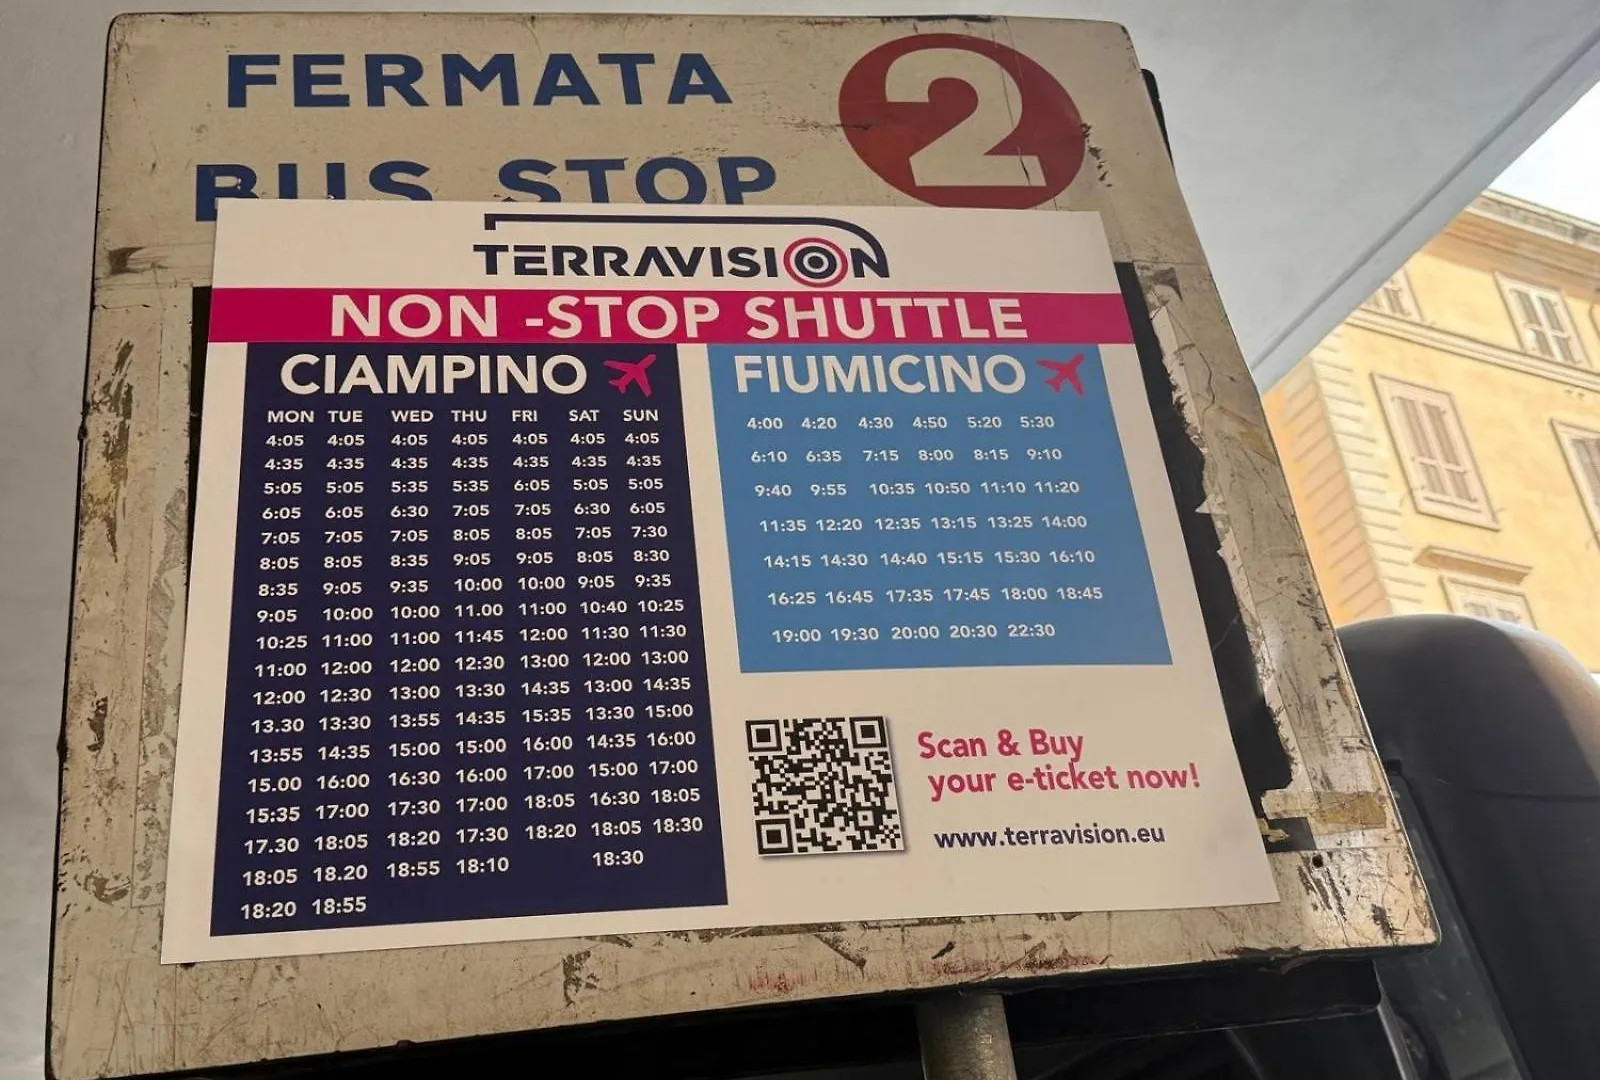 FERMATA
2
BUS STOP
TERRAVISION
NON -STOP SHUTTLE
CIAMPINO
MON TUE WED THU FRI SAT SUN
4:05 4:05 4:05 4:05 4:05 4:05 4:05
4:35 4:35 4:35 4:35 4:35 4:35 4:35
5:05 5:05 5:35 5:35 6:05 5:05 5:05
6:05 6:05 6:30 7:05 7:05 6:30 6:05
7:05 7:05 7:05 8:05 8:05 7:05 7:30
8:05 8:05 8:35 9:05 9:05 8:05 8:30
8:35 9:05 9:35 10:00 10:00 9:05 9:35
9:05 10:00 10:00 11.00 11:00 10:40 10:25
10:25 11:00 11:00 11:45 12:00 11:30 11:30
11:00 12:00 12:00 12:30 13:00 12:00 13:00
12:00 12:30 13:00 13:30 14:35 13:00 14:35
13.30 13:30 13:55 14:35 15:35 13:30 15:00
13:55 14:35 15:00 15:00 16:00 14:35 16:00
15.00 16:00 16:30 16:00 17:00 15:00 17:00
15:35 17:00 17:30 17:00 18:05 16:30 18:05
17.30 18:05 18:20 17:30 18:20 18:05 18:30
18:05 18.20 18:55 18:10 18:30
18:20 18:55
FIUMICINO
4:00 4:20 4:30 4:50 5:20 5:30
6:10 6:35 7:15 8:00 8:15 9:10
9:40 9:55 10:35 10:50 11:10 11:20
11:35 12:20 12:35 13:15 13:25 14:00
14:15 14:30 14:40 15:15 15:30 16:10
16:25 16:45 17:35 17:45 18:00 18:45
19:00 19:30 20:00 20:30 22:30
Scan & Buy
your e-ticket now!
www.terravision.eu